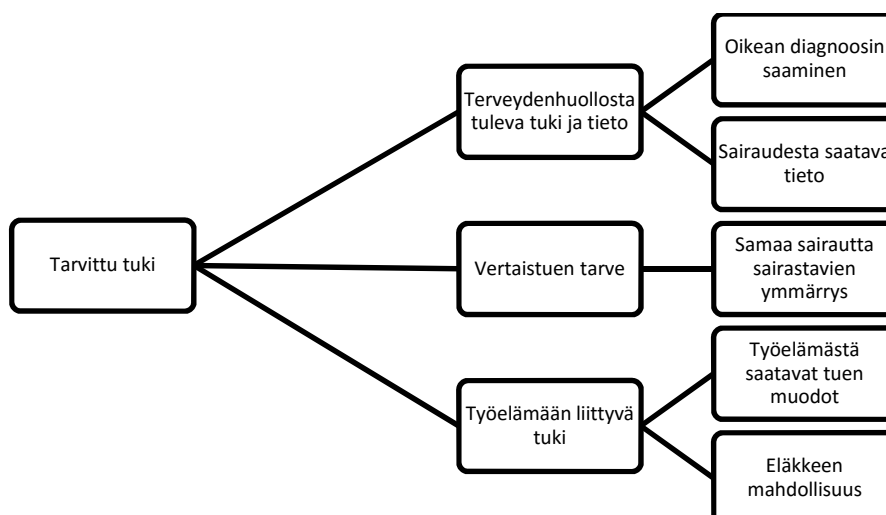 Oikean diagnoosin
saaminen
Terveydenhuollosta
tuleva tuki ja tieto
Sairaudesta saatava
tieto
Tarvittu tuki
Vertaistuen tarve
Samaa sairautta
sairastavien
ymmärrys
Työelämästä
saatavat tuen
muodot
Työelämään liittyvä
tuki
Eläkkeen
mahdollisuus